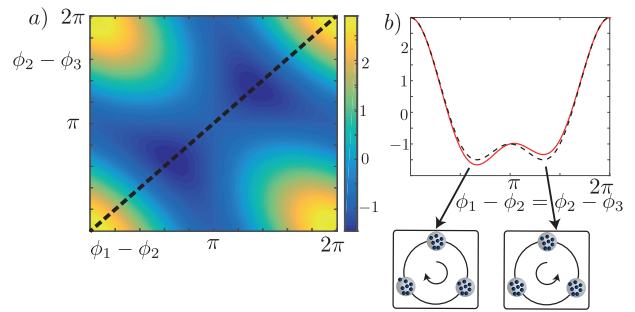 a)
2π
ϕ₂ − ϕ₃
π
ϕ₁ − ϕ₂
π
2π
2
1
0
−1
b)
2
1
0
−1
π
2π
ϕ₁ − ϕ₂ = ϕ₂ − ϕ₃